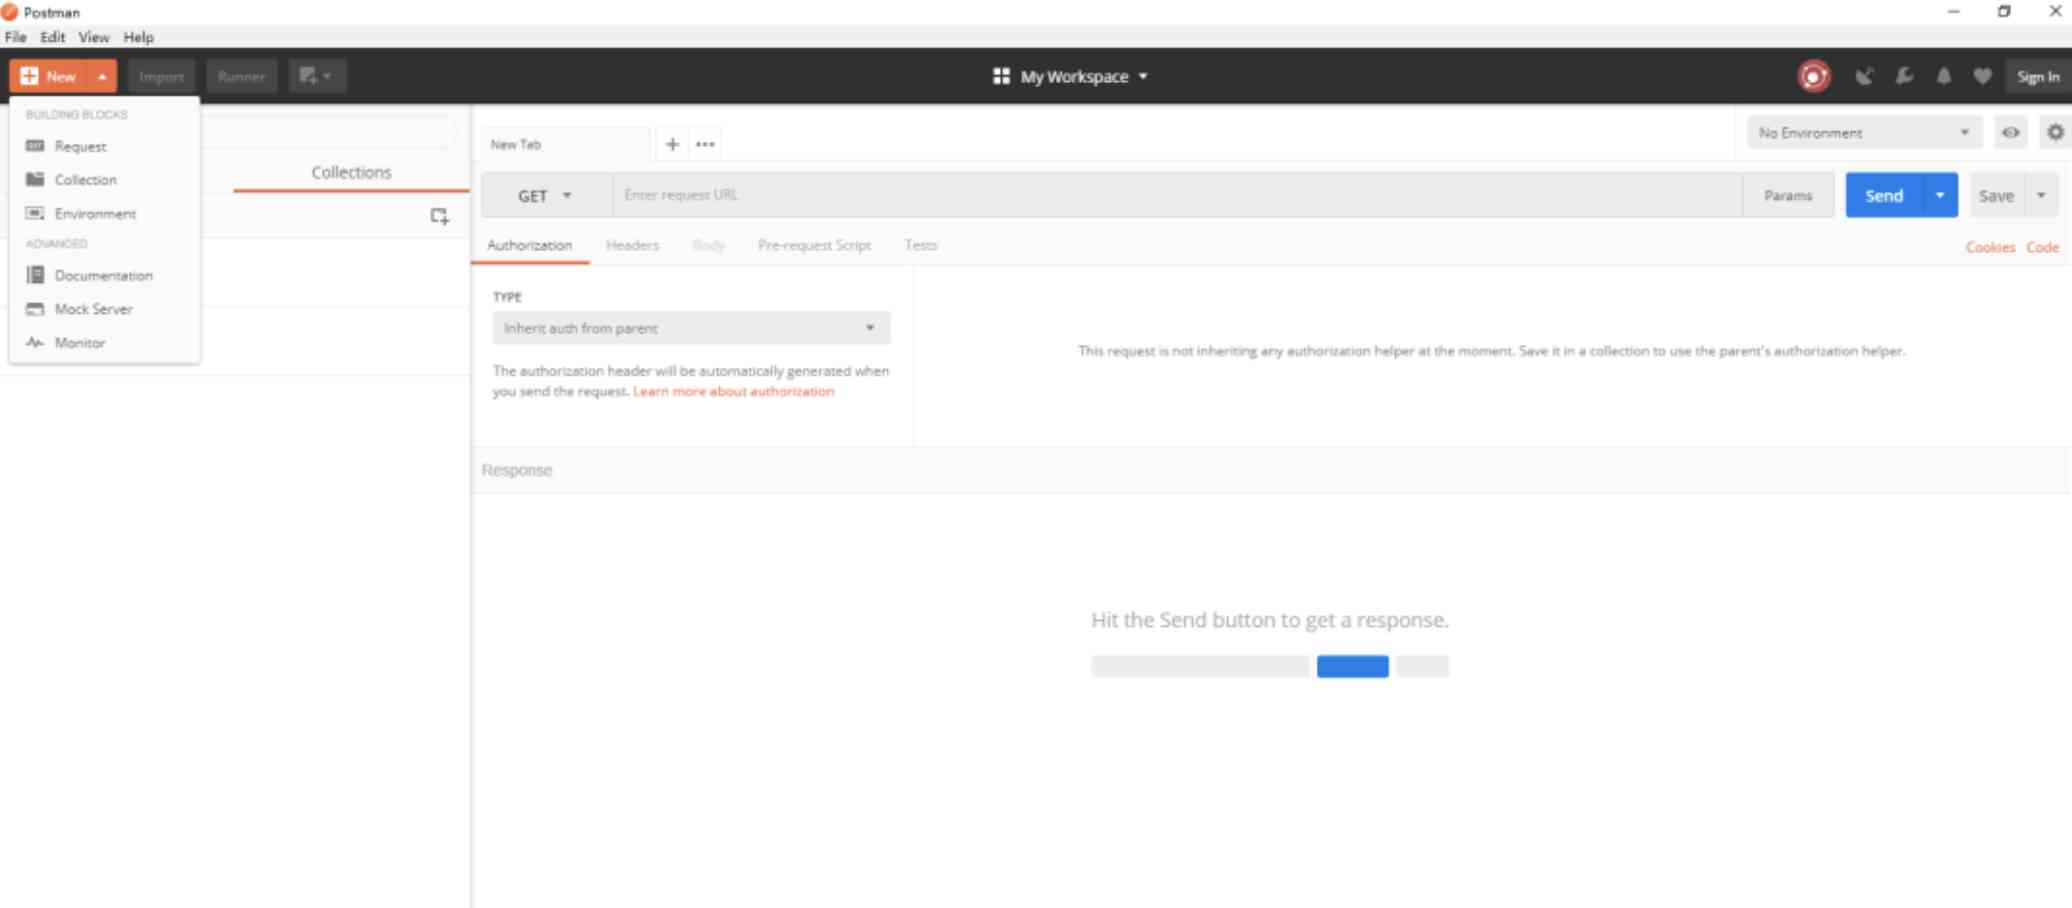 Postman
File Edit View Help
New Import Runner My Workspace Sign In
BUILDING BLOCKS
Request
Collection
Environment
ADVANCED
Documentation
Mock Server
Monitor
Collections
New Tab + ••• No Environment
GET Enter request URL Params Send Save
Authorization Headers Body Pre-request Script Tests Cookies Code
TYPE
Inherit auth from parent
The authorization header will be automatically generated when
you send the request. Learn more about authorization
This request is not inheriting any authorization helper at the moment. Save it in a collection to use the parent's authorization helper.
Response
Hit the Send button to get a response.